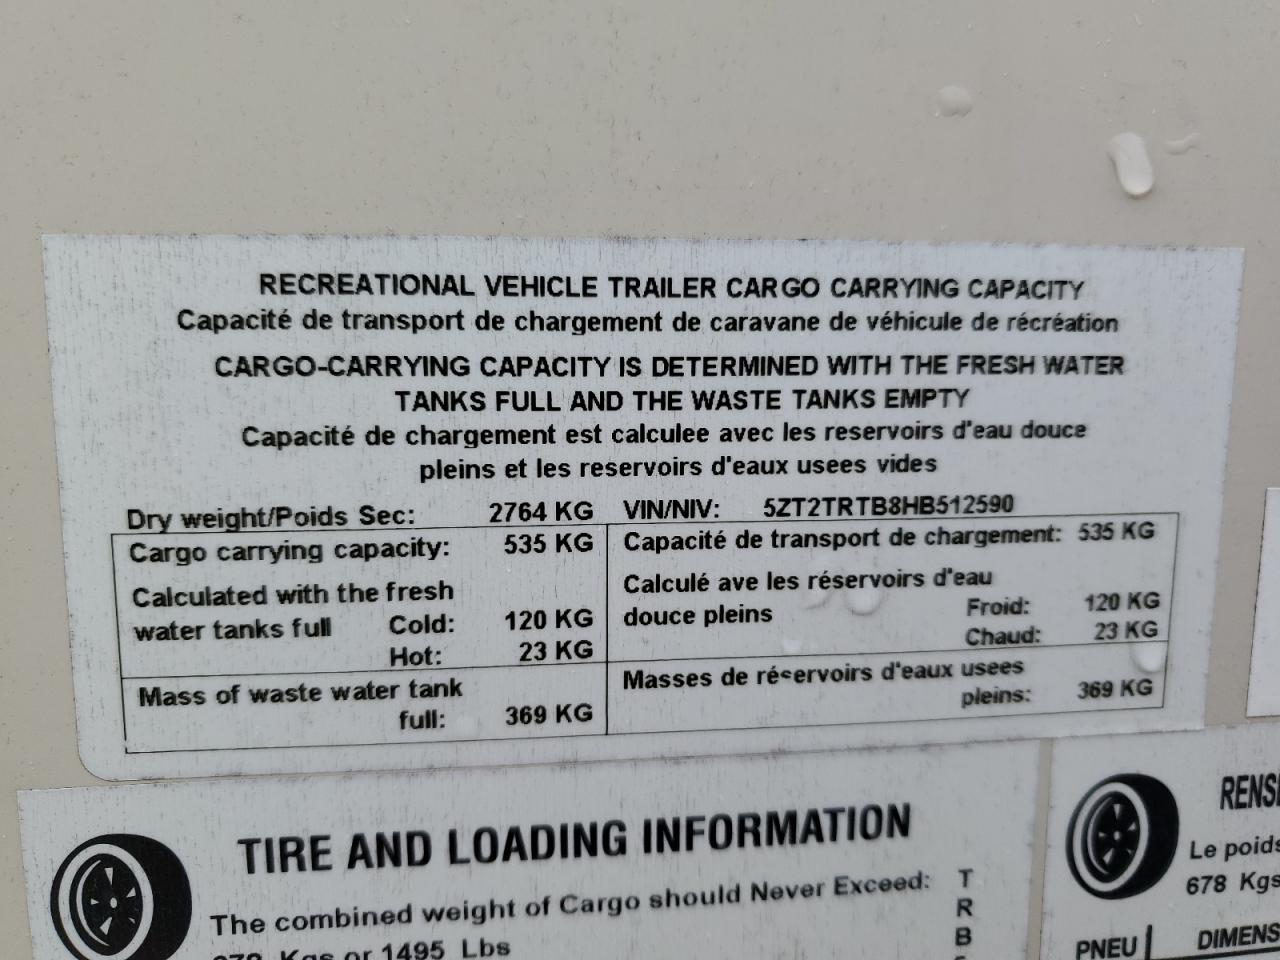 RECREATIONAL VEHICLE TRAILER CARGO CARRYING CAPACITY
Capacité de transport de chargement de caravane de véhicule de récréation
CARGO-CARRYING CAPACITY IS DETERMINED WITH THE FRESH WATER
TANKS FULL AND THE WASTE TANKS EMPTY
Capacité de chargement est calculee avec les reservoirs d'eau douce
pleins et les reservoirs d'eaux usees vides
Dry weight/Poids Sec: 2764 KG VIN/NIV: 5ZT2TRTB8HB512590
Cargo carrying capacity: 535 KG
Calculated with the fresh
water tanks full Cold: 120 KG
Hot: 23 KG
Mass of waste water tank
full: 369 KG
Capacité de transport de chargement: 535 KG
Calculé ave les réservoirs d'eau
douce pleins Froid: 120 KG
Chaud: 23 KG
Masses de réservoirs d'eaux usees
pleins: 369 KG
TIRE AND LOADING INFORMATION
The combined weight of Cargo should Never Exceed:
678 Kgs or 1495 Lbs
T
R
B
RENS
Le poids
678 Kgs
PNEU DIMENS